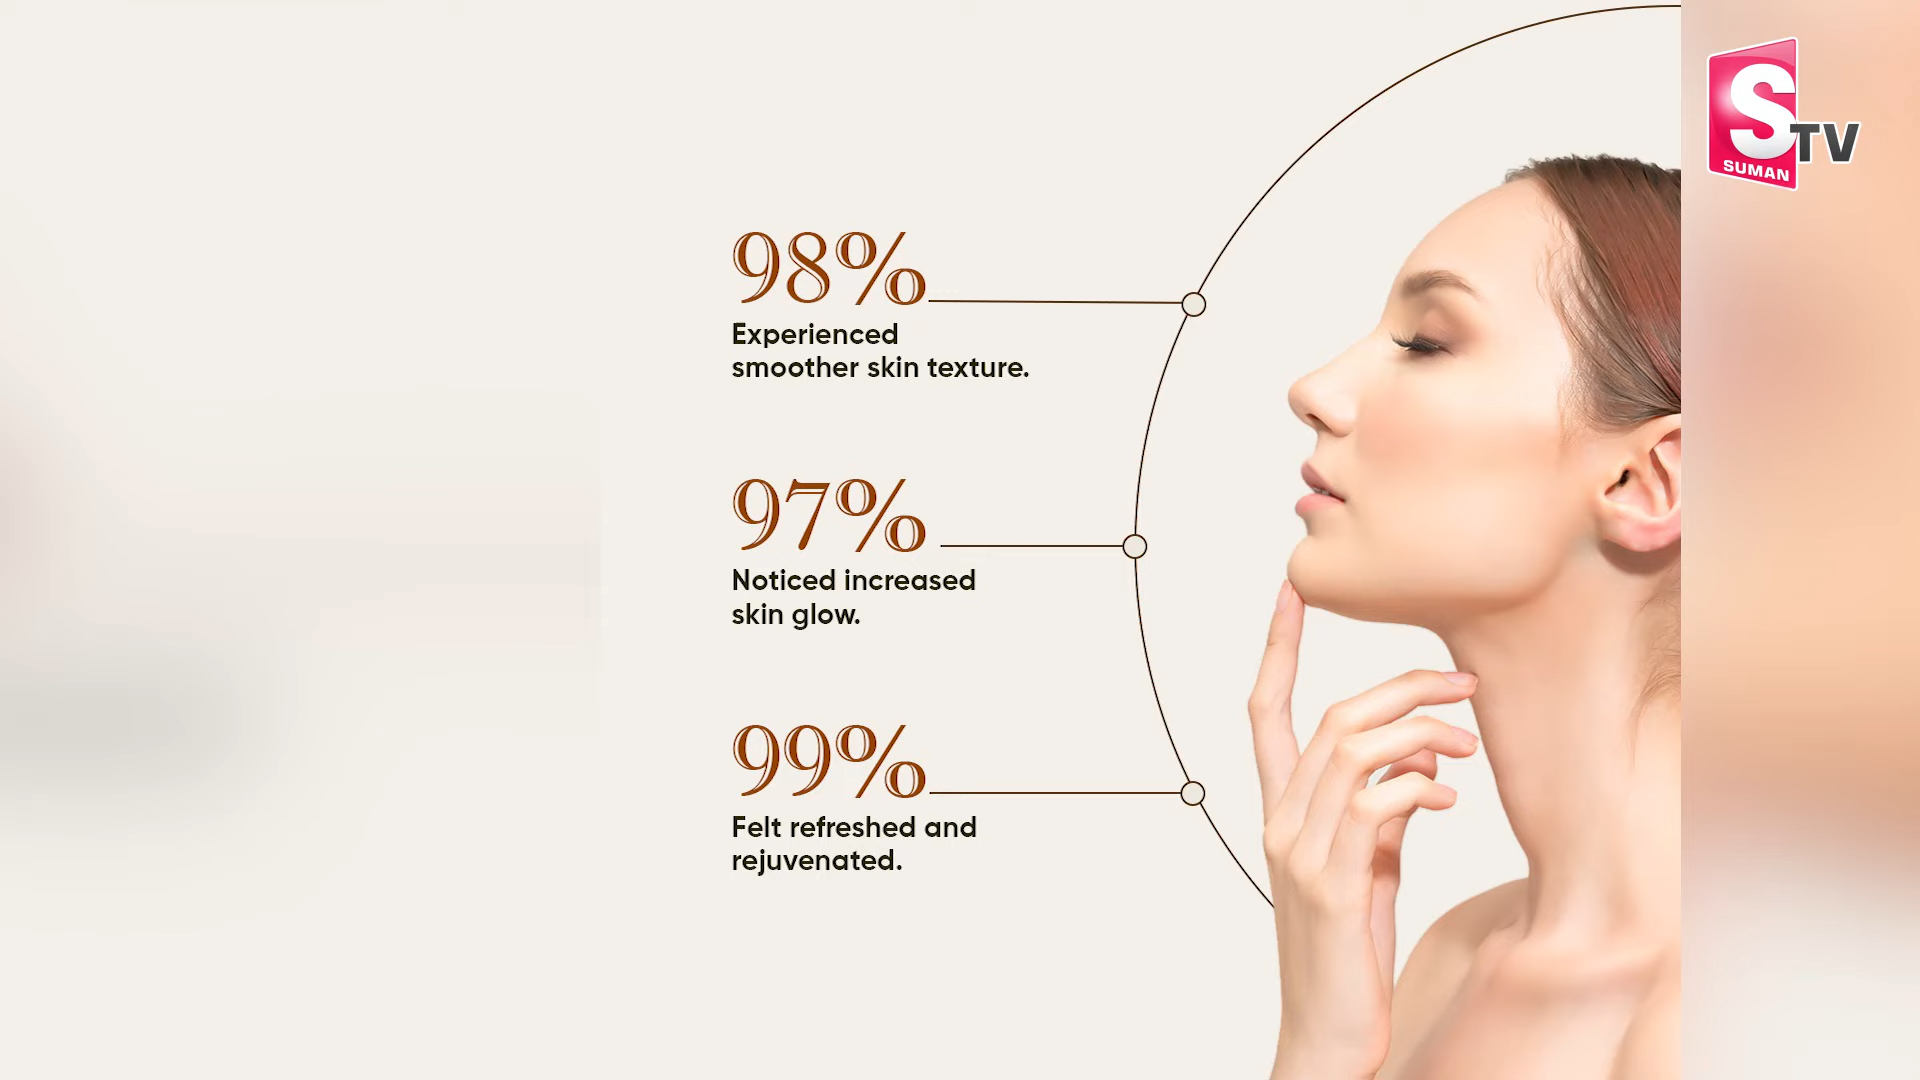 98%
Experienced
smoother skin texture.
97%
Noticed increased
skin glow.
99%
Felt refreshed and
rejuvenated.
S TV
SUMAN